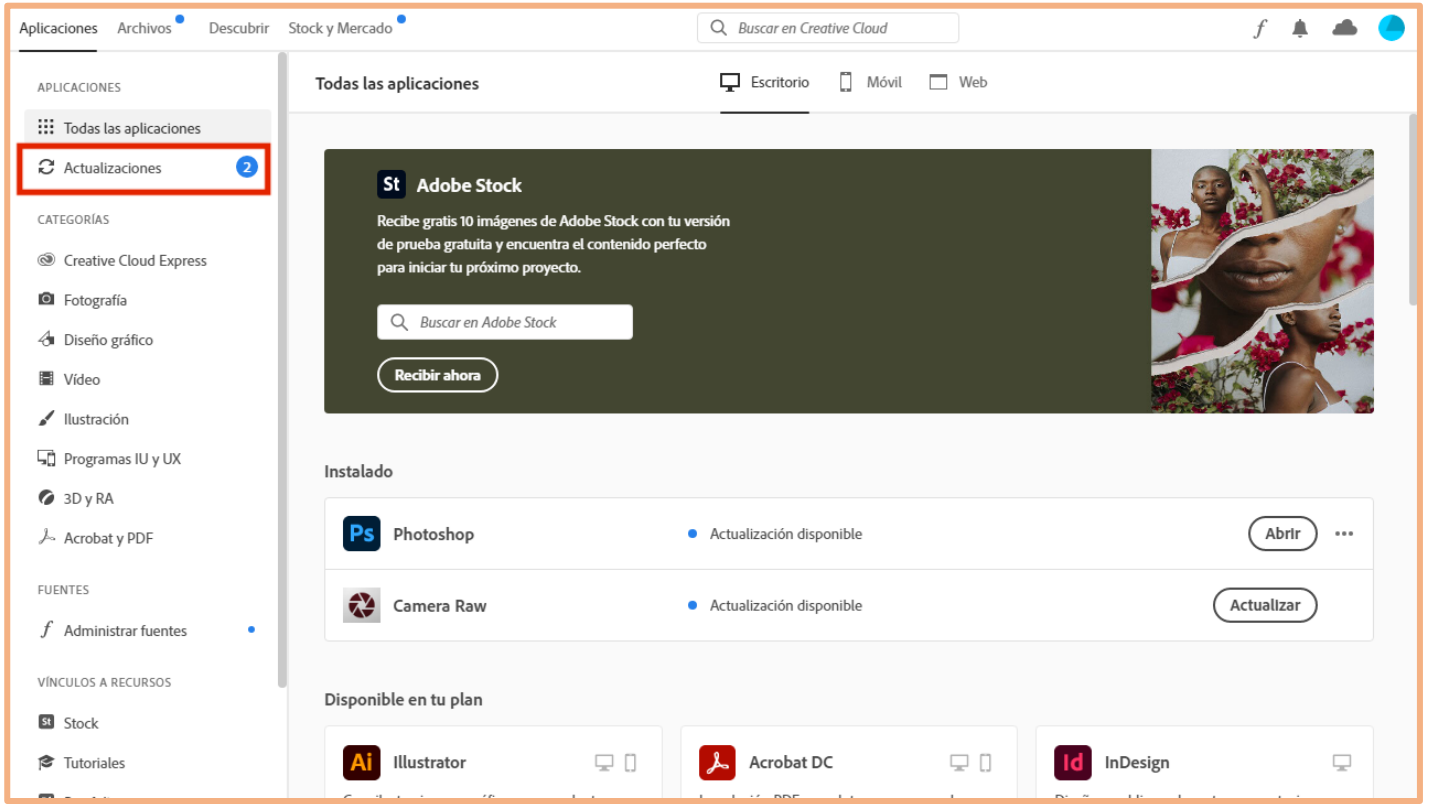 Aplicaciones Archivos Descubrir Stock y Mercado Buscar en Creative Cloud
APLICACIONES
Todas las aplicaciones
Actualizaciones 2
CATEGORÍAS
Creative Cloud Express
Fotografía
Diseño gráfico
Vídeo
Ilustración
Programas IU y UX
3D y RA
Acrobat y PDF
FUENTES
Administrar fuentes
VÍNCULOS A RECURSOS
St Stock
Tutoriales
Todas las aplicaciones Escritorio Móvil Web
St Adobe Stock
Recibe gratis 10 imágenes de Adobe Stock con tu versión
de prueba gratuita y encuentra el contenido perfecto
para iniciar tu próximo proyecto.
Buscar en Adobe Stock
Recibir ahora
Instalado
Ps Photoshop Actualización disponible Abrir
Camera Raw Actualización disponible Actualizar
Disponible en tu plan
Ai Illustrator Acrobat DC Id InDesign